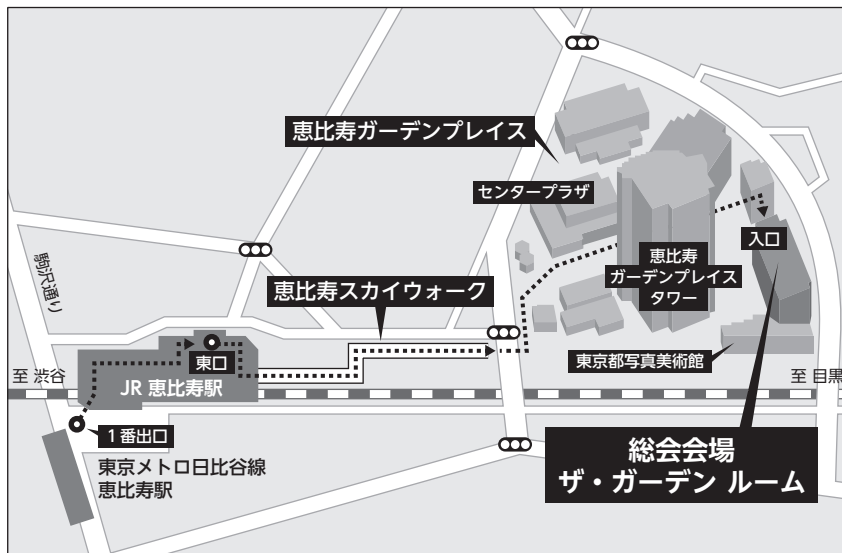 恵比寿ガーデンプレイス
センタープラザ
入口
恵比寿
ガーデンプレイス
タワー
駒沢通り
恵比寿スカイウォーク
東口
東京都写真美術館
至 渋谷
JR 恵比寿駅
至 目黒
1番出口
東京メトロ日比谷線
恵比寿駅
総会会場
ザ・ガーデン ルーム